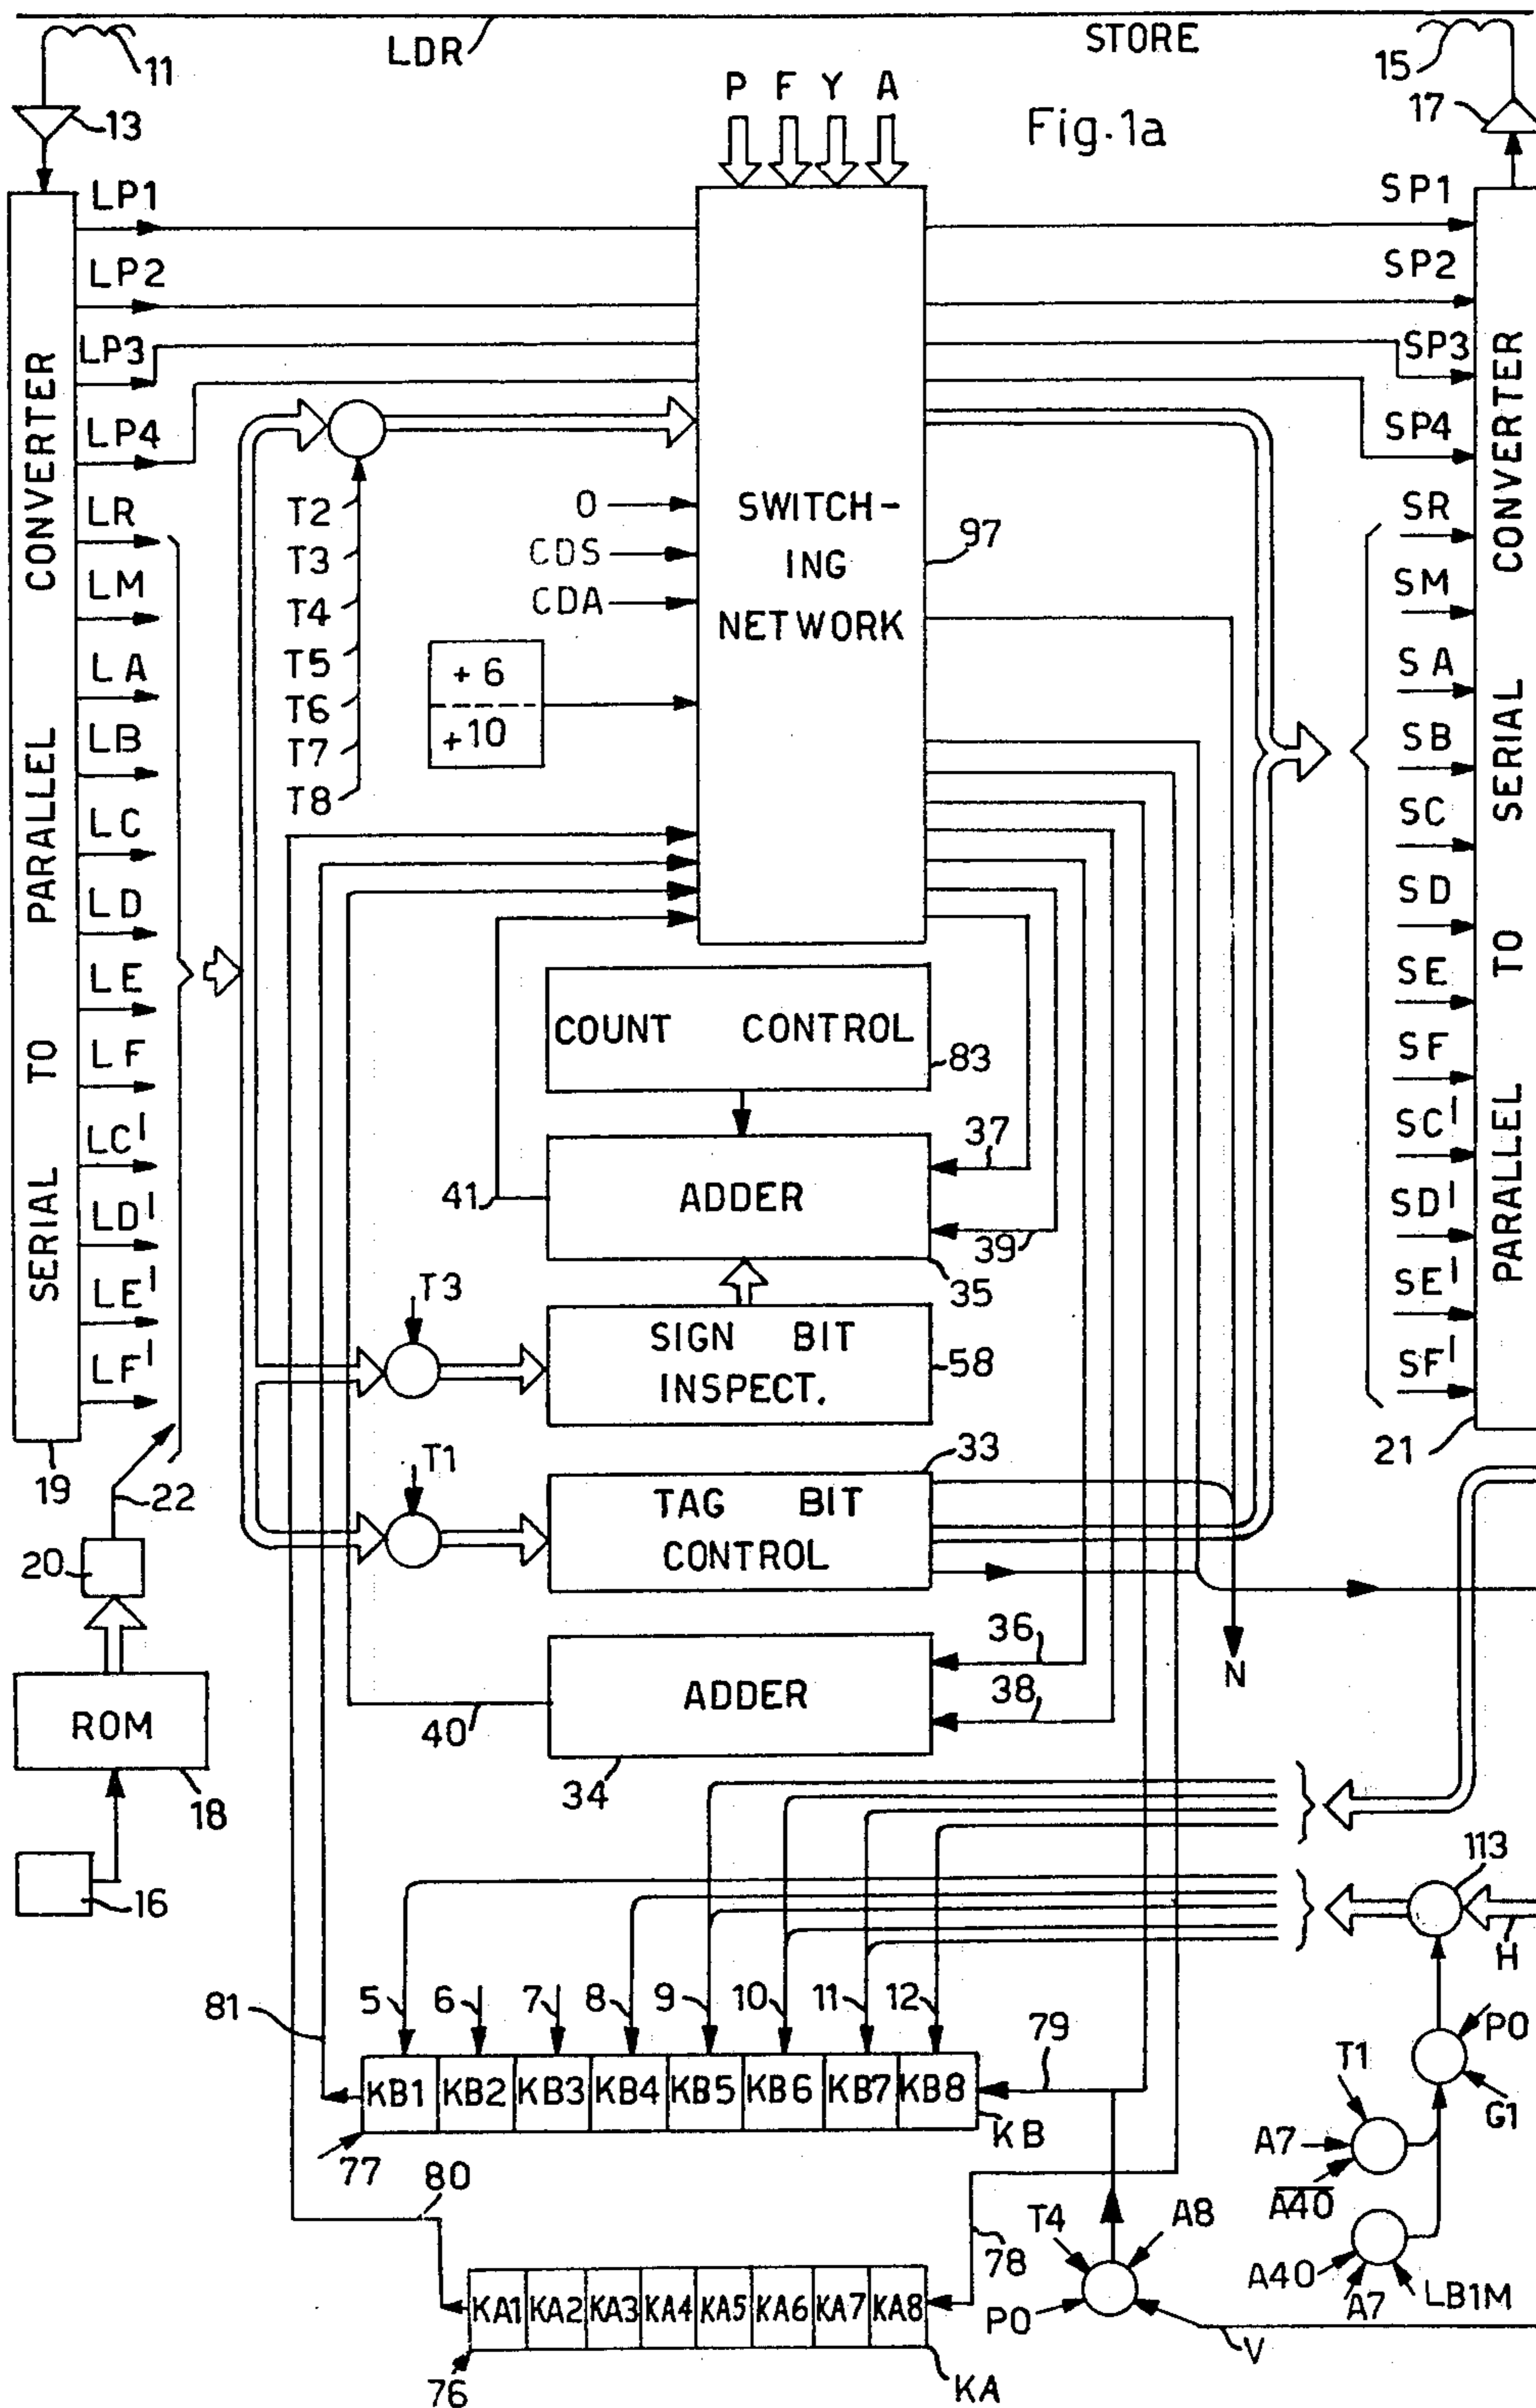 LDR
STORE
11
15
13
17
P F Y A
Fig.1a
LP1
SP1
LP2
SP2
LP3
SP3
LP4
SP4
LR
SR
LM
SM
LA
SA
LB
SB
LC
SC
LD
SD
LE
SE
LF
SF
LC'
SC'
LD'
SD'
LE'
SE'
LF'
SF'
SERIAL TO PARALLEL CONVERTER
PARALLEL TO SERIAL CONVERTER
T2
T3
T4
T5
T6
T7
T8
0
CDS
CDA
+6
+10
SWITCH-
ING
NETWORK
97
COUNT CONTROL
83
37
41
ADDER
39
35
T3
SIGN BIT
INSPECT.
58
19
22
21
T1
33
TAG BIT
CONTROL
20
36
N
ADDER
38
40
34
ROM
18
16
113
H
81
5 6 7 8 9 10 11 12
79
P0
T1
G1
KB1 KB2 KB3 KB4 KB5 KB6 KB7 KB8
KB
77
A7
A40
80
T4
A8
78
A40
A7
LB1M
KA1 KA2 KA3 KA4 KA5 KA6 KA7 KA8
P0
V
76
KA